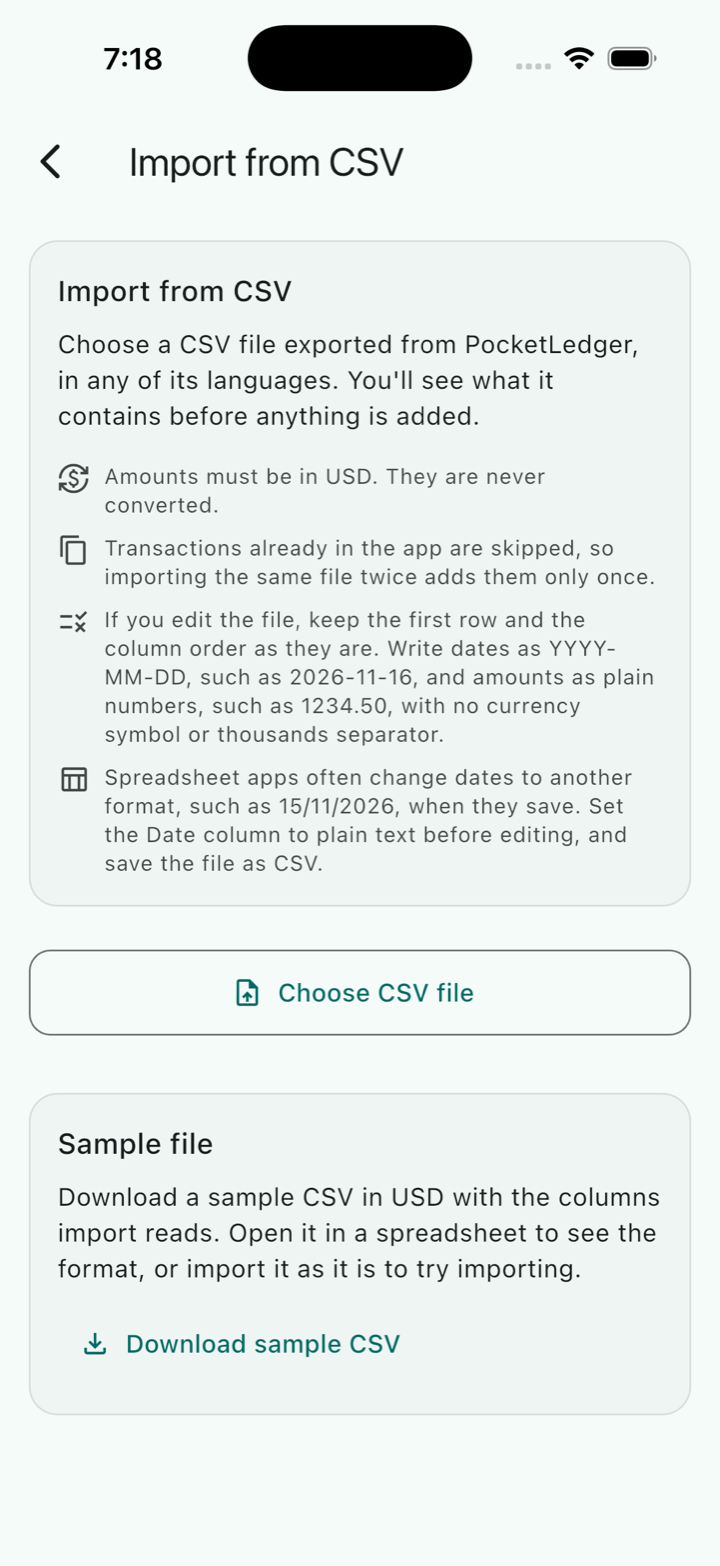 7:18
Import from CSV
Import from CSV
Choose a CSV file exported from PocketLedger,
in any of its languages. You'll see what it
contains before anything is added.
Amounts must be in USD. They are never
converted.
Transactions already in the app are skipped, so
importing the same file twice adds them only once.
If you edit the file, keep the first row and the
column order as they are. Write dates as YYYY-
MM-DD, such as 2026-11-16, and amounts as plain
numbers, such as 1234.50, with no currency
symbol or thousands separator.
Spreadsheet apps often change dates to another
format, such as 15/11/2026, when they save. Set
the Date column to plain text before editing, and
save the file as CSV.
Choose CSV file
Sample file
Download a sample CSV in USD with the columns
import reads. Open it in a spreadsheet to see the
format, or import it as it is to try importing.
Download sample CSV